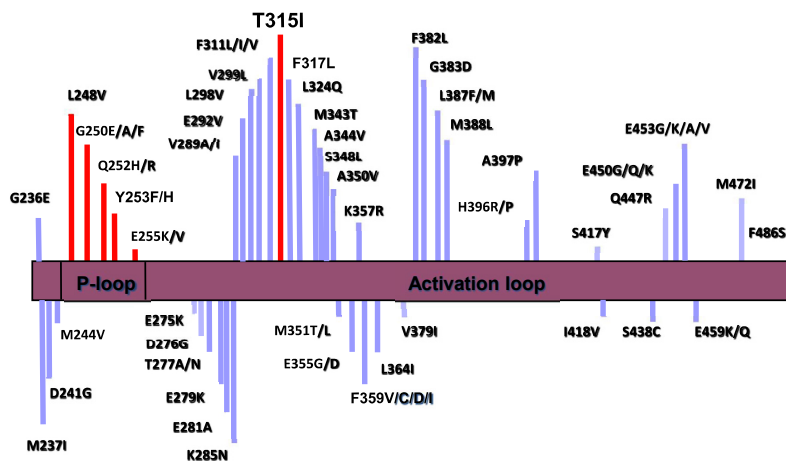 T315I
F311L/I/V
F382L
F317L
G383D
V299L
L324Q
L248V
L298V
L387F/M
M343T
E292V
M388L
E453G/K/A/V
G250E/A/F
A344V
V289A/I
S348L
A397P
E450G/Q/K
Q252H/R
A350V
M472I
G236E
Y253F/H
K357R
H396R/P
Q447R
E255K/V
S417Y
F486S
P-loop
Activation loop
M244V
E275K
M351T/L
V379I
I418V
S438C
E459K/Q
D276G
T277A/N
E355G/D
L364I
D241G
E279K
F359V/C/D/I
E281A
M237I
K285N